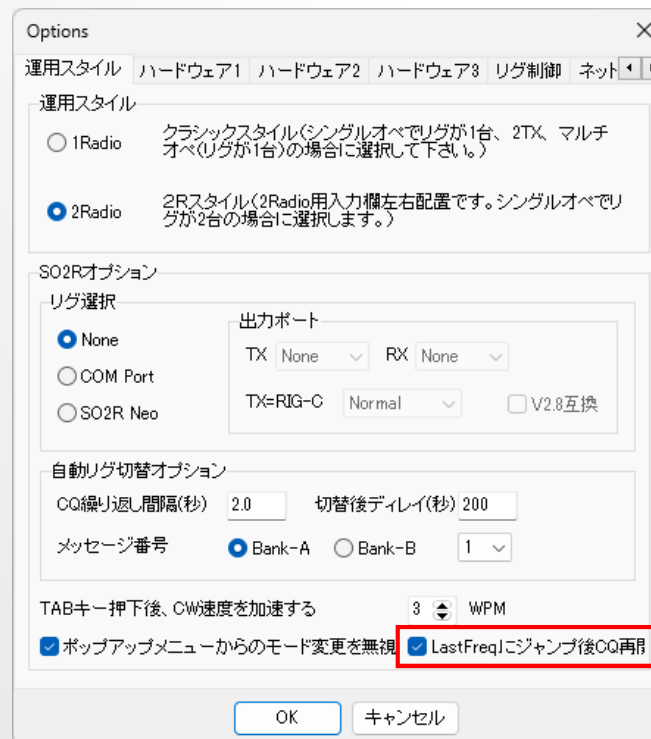 Options
運用スタイル ハードウェア1 ハードウェア2 ハードウェア3 リグ制御 ネット
運用スタイル
1Radio クラシックスタイル(シングルオペでリグが1台、2TX、マルチ
オペ(リグが1台)の場合に選択して下さい。)
2Radio 2Rスタイル(2Radio用入力欄左右配置です。シングルオペでリ
グが2台の場合に選択します。)
SO2Rオプション
リグ選択
None
COM Port
SO2R Neo
出力ポート
TX None RX None
TX=RIG-C Normal V2.8互換
自動リグ切替オプション
CQ繰り返し間隔(秒) 2.0 切替後ディレイ(秒) 200
メッセージ番号 Bank-A Bank-B 1
TABキー押下後、CW速度を加速する 3 WPM
ポップアップメニューからのモード変更を無視 LastFreqにジャンプ後CQ再
OK キャンセル